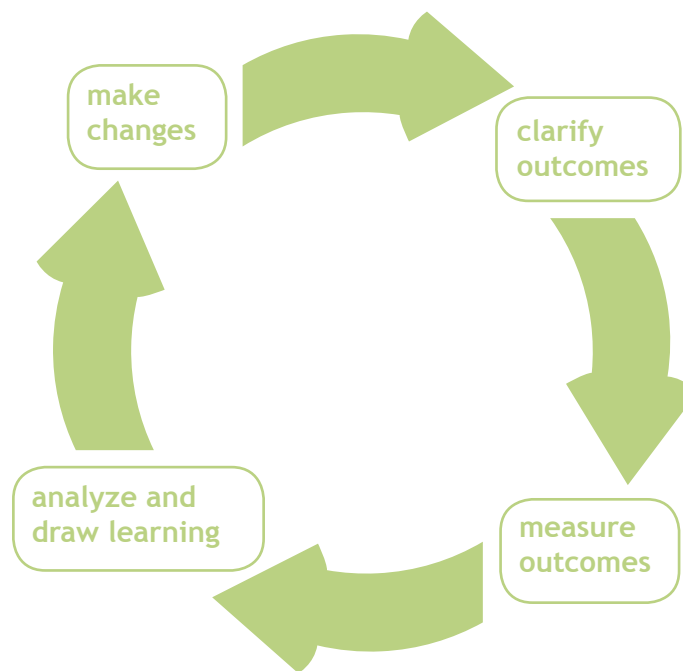 make
changes
clarify
outcomes
measure
outcomes
analyze and
draw learning